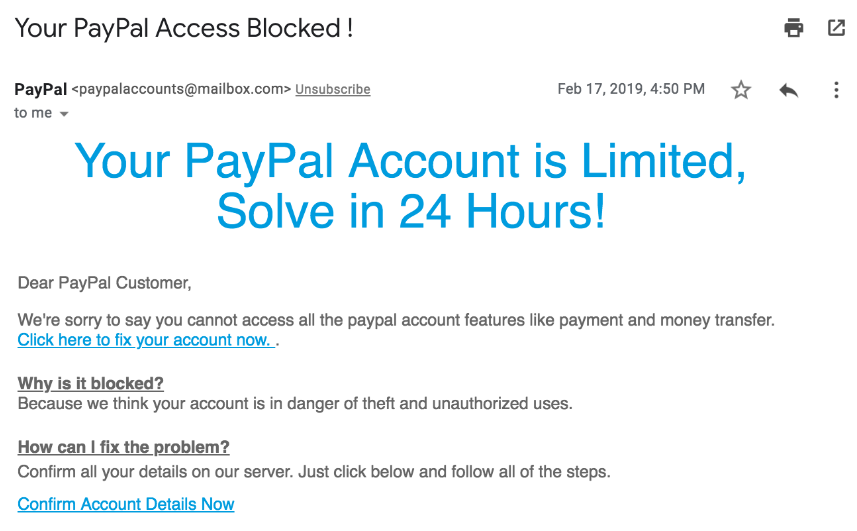 Your PayPal Access Blocked !
PayPal <paypalaccounts@mailbox.com> Unsubscribe
Feb 17, 2019, 4:50 PM
to me
Your PayPal Account is Limited,
Solve in 24 Hours!
Dear PayPal Customer,
We're sorry to say you cannot access all the paypal account features like payment and money transfer.
Click here to fix your account now. .
Why is it blocked?
Because we think your account is in danger of theft and unauthorized uses.
How can I fix the problem?
Confirm all your details on our server. Just click below and follow all of the steps.
Confirm Account Details Now